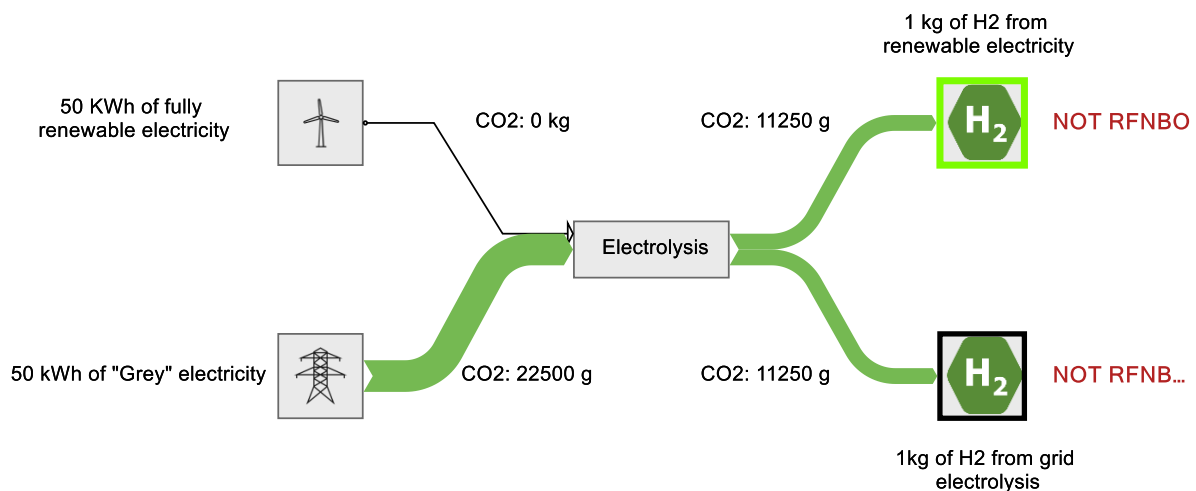 1 kg of H2 from
renewable electricity
50 KWh of fully
renewable electricity
CO2: 0 kg
CO2: 11250 g
H2
NOT RFNBO
Electrolysis
50 kWh of "Grey" electricity
CO2: 22500 g
CO2: 11250 g
H2
NOT RFNB…
1kg of H2 from grid
electrolysis